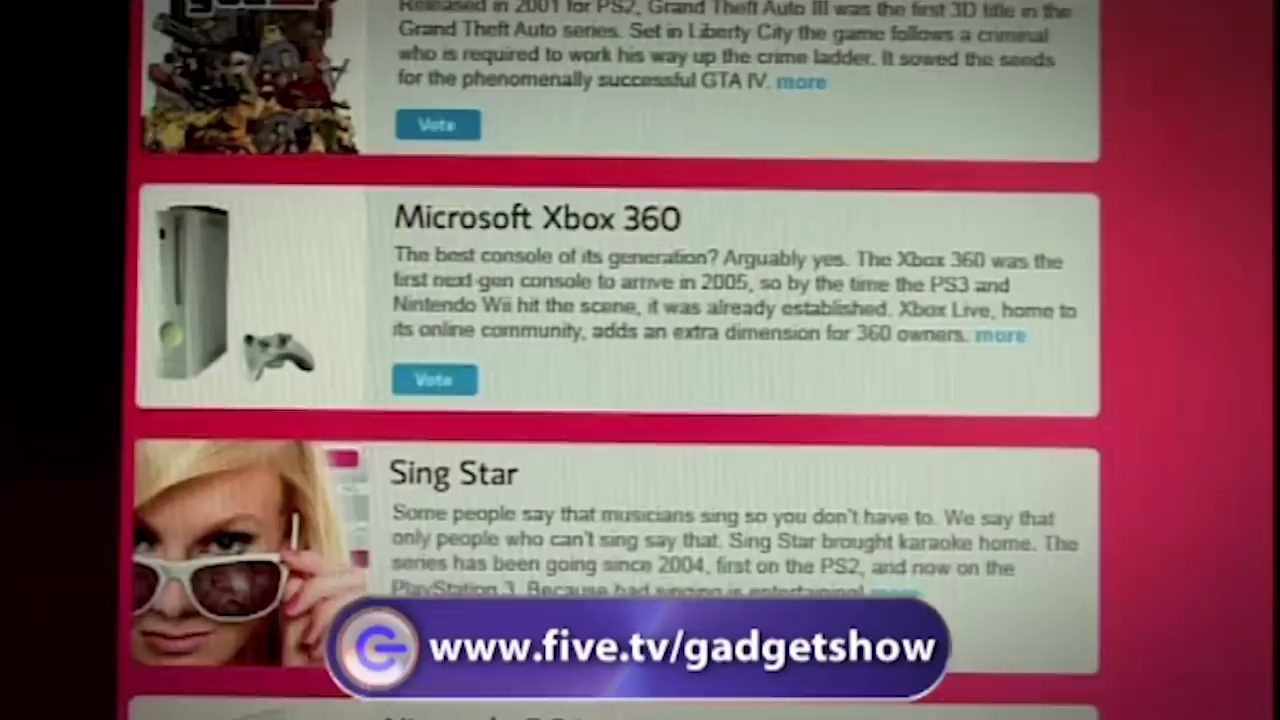 Released in 2001 for PS2, Grand Theft Auto III was the first 3D title in the
Grand Theft Auto series. Set in Liberty City the game follows a criminal
who is required to work his way up the crime ladder. It sowed the seeds
for the phenomenally successful GTA IV. more
Vote
Microsoft Xbox 360
The best console of its generation? Arguably yes. The Xbox 360 was the
first next-gen console to arrive in 2005, so by the time the PS3 and
Nintendo Wii hit the scene, it was already established. Xbox Live, home to
its online community, adds an extra dimension for 360 owners. more
Vote
Sing Star
Some people say that musicians sing so you don't have to. We say that
only people who can't sing say that. Sing Star brought karaoke home. The
series has been going since 2004, first on the PS2, and now on the
PlayStation 3. Because bad singing is entertaining! more
www.five.tv/gadgetshow